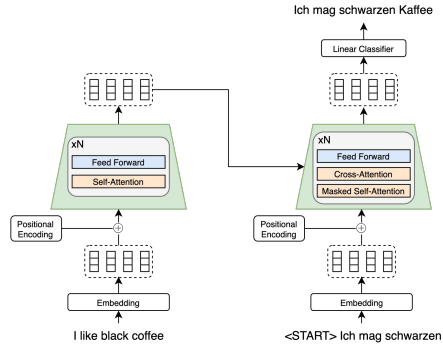 Ich mag schwarzen Kaffee
Linear Classifier
xN
Feed Forward
Self-Attention
Positional
Encoding
Embedding
I like black coffee
xN
Feed Forward
Cross-Attention
Masked Self-Attention
Positional
Encoding
Embedding
<START> Ich mag schwarzen